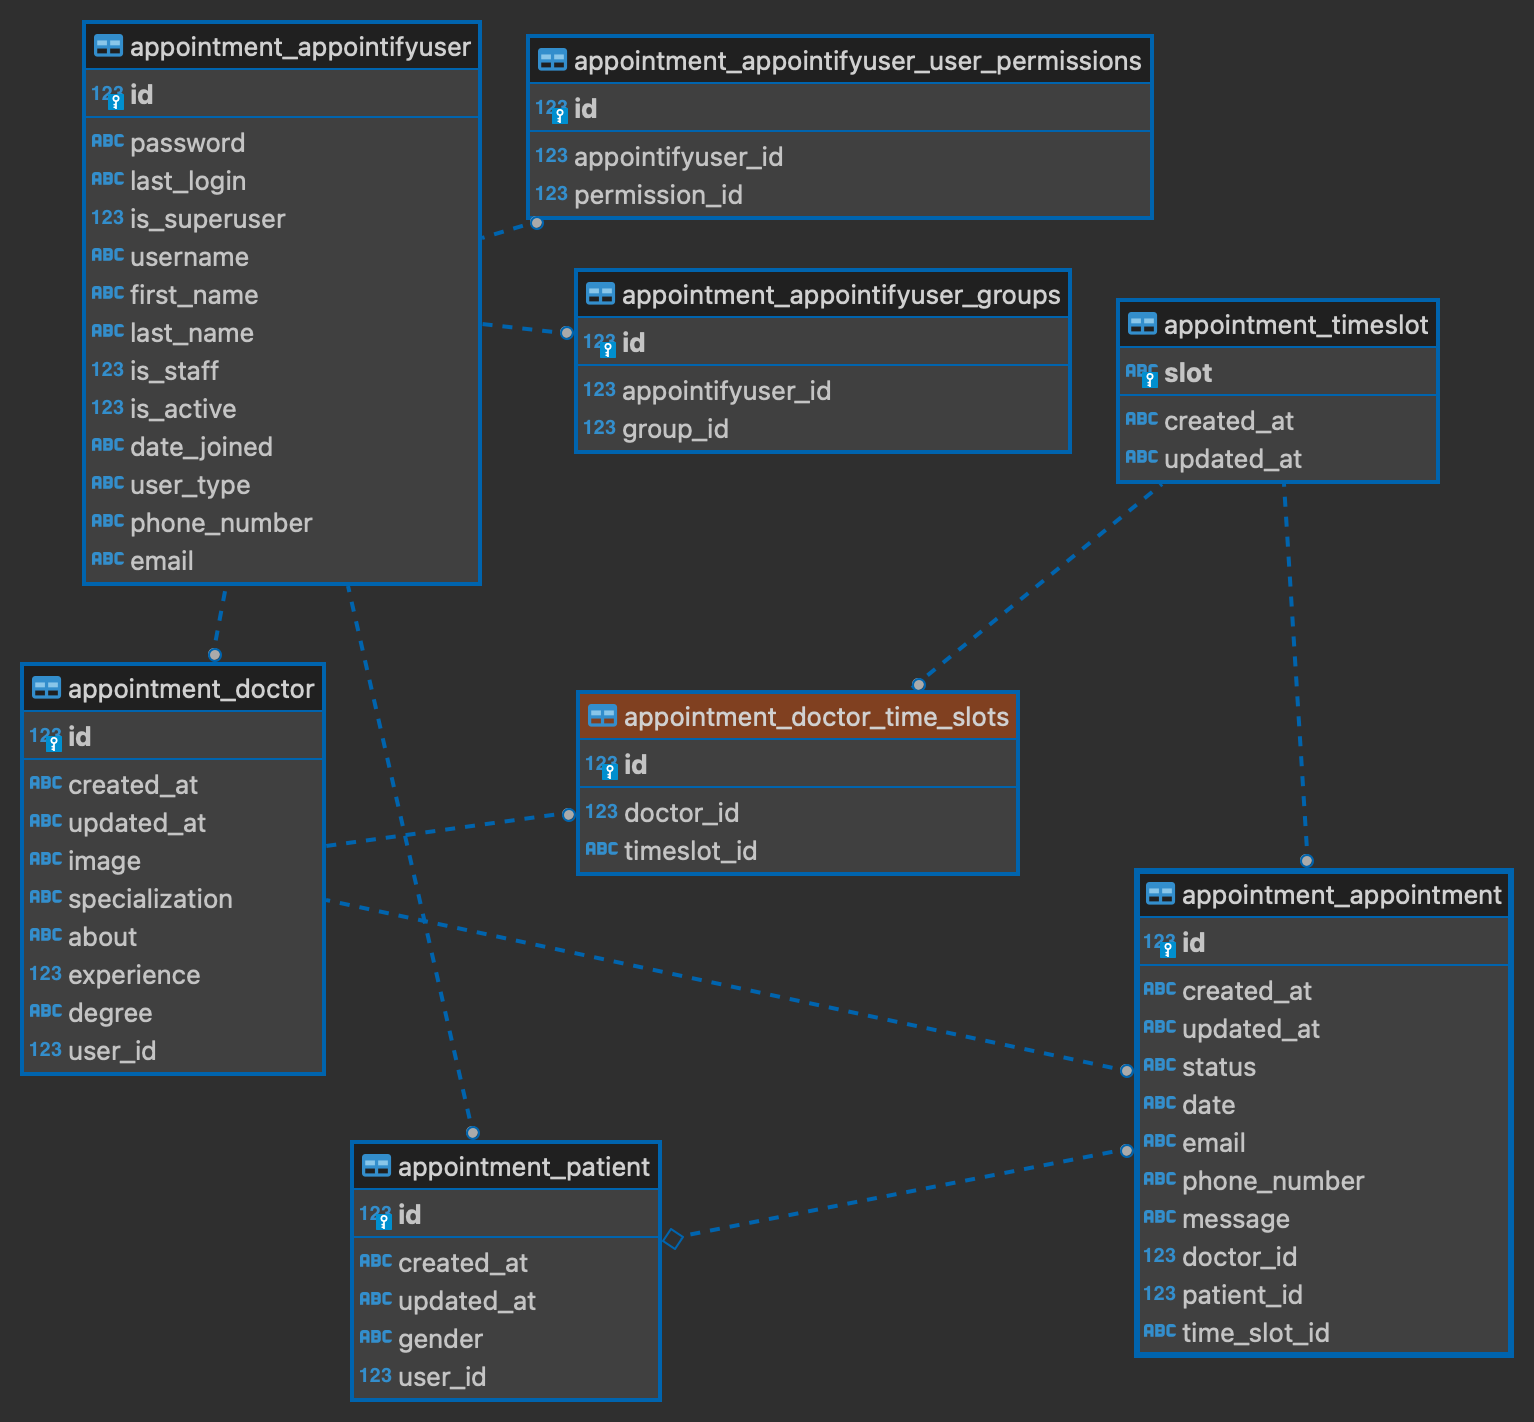 appointment_appointifyuser
123 id
ABC password
ABC last_login
123 is_superuser
ABC username
ABC first_name
ABC last_name
123 is_staff
123 is_active
ABC date_joined
ABC user_type
ABC phone_number
ABC email
appointment_appointifyuser_user_permissions
123 id
123 appointifyuser_id
123 permission_id
appointment_appointifyuser_groups
123 id
123 appointifyuser_id
123 group_id
appointment_timeslot
ABC slot
ABC created_at
ABC updated_at
appointment_doctor
123 id
ABC created_at
ABC updated_at
ABC image
ABC specialization
ABC about
123 experience
ABC degree
123 user_id
appointment_doctor_time_slots
123 id
123 doctor_id
ABC timeslot_id
appointment_appointment
123 id
ABC created_at
ABC updated_at
ABC status
ABC date
ABC email
ABC phone_number
ABC message
123 doctor_id
123 patient_id
ABC time_slot_id
appointment_patient
123 id
ABC created_at
ABC updated_at
ABC gender
123 user_id